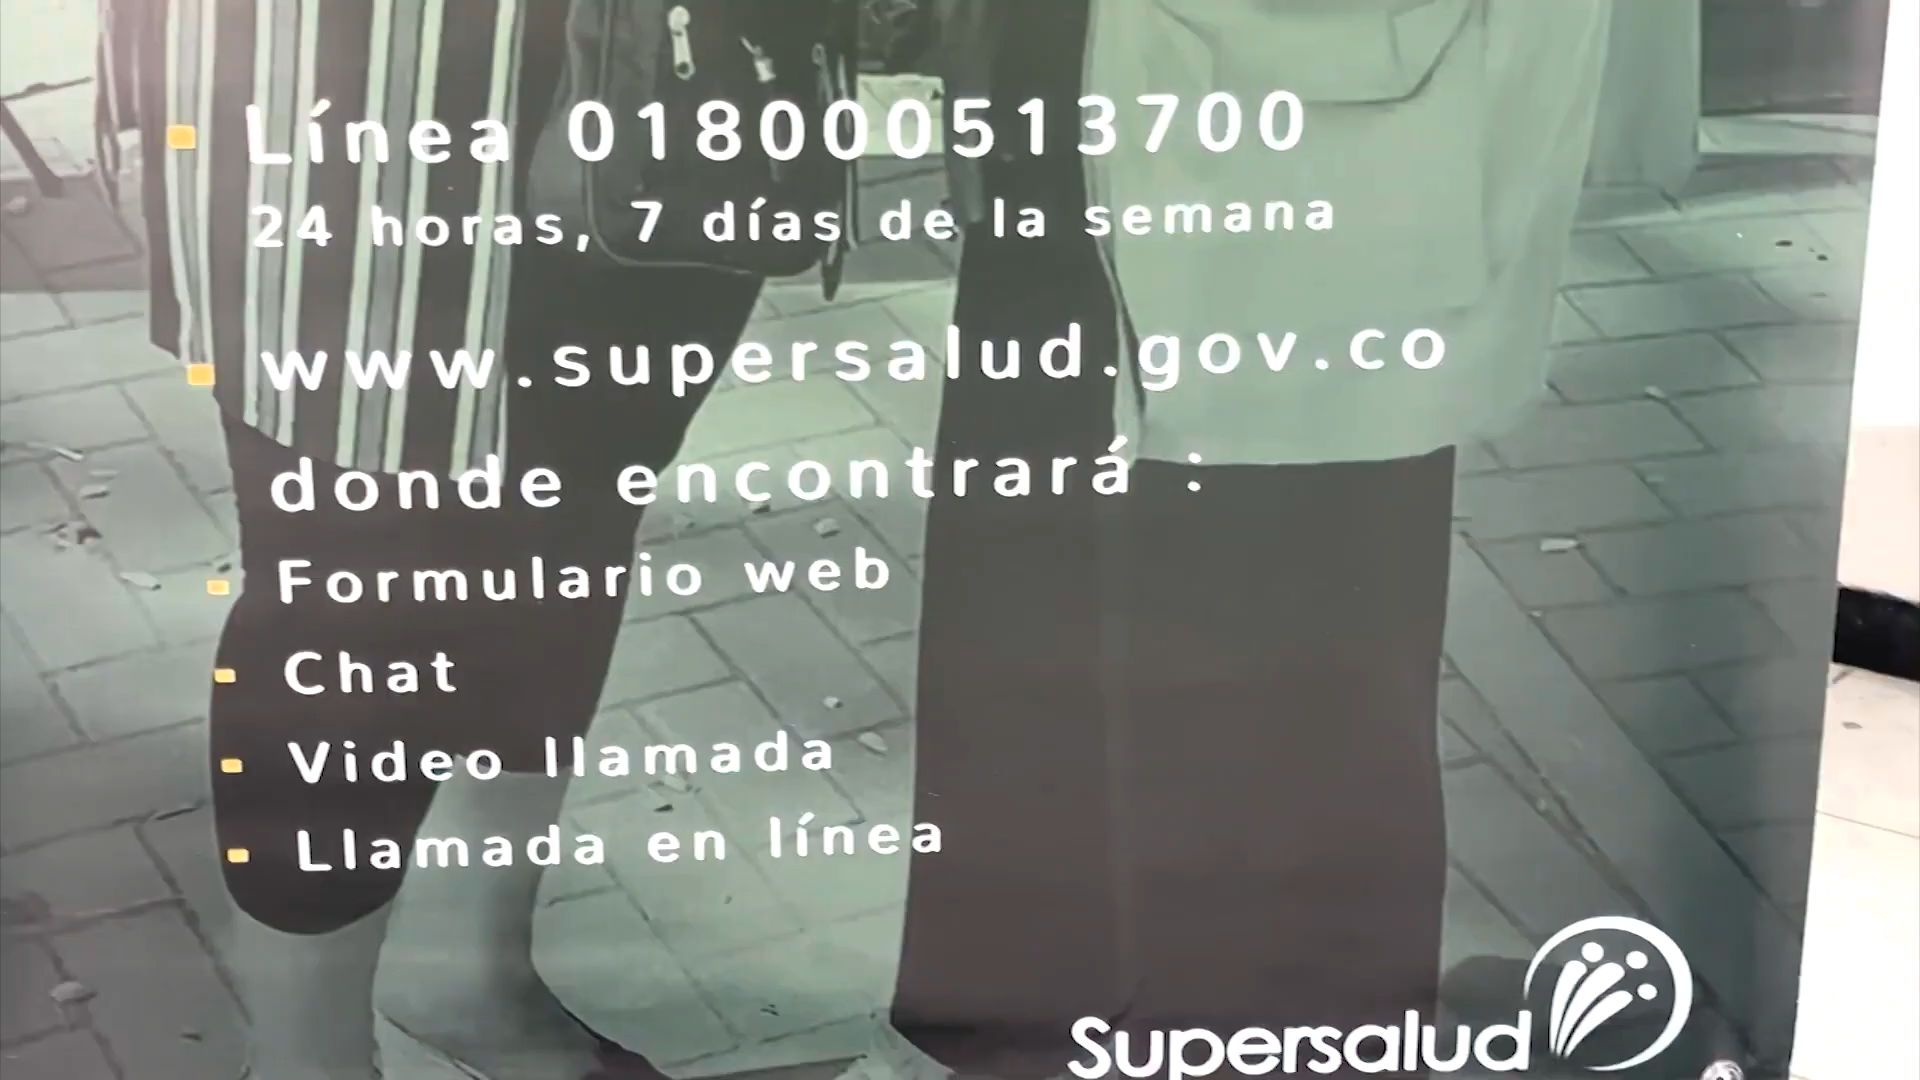 Línea 018000513700
24 horas, 7 días de la semana
www.supersalud.gov.co
donde encontrará :
Formulario web
Chat
Video llamada
Llamada en línea
Supersalud